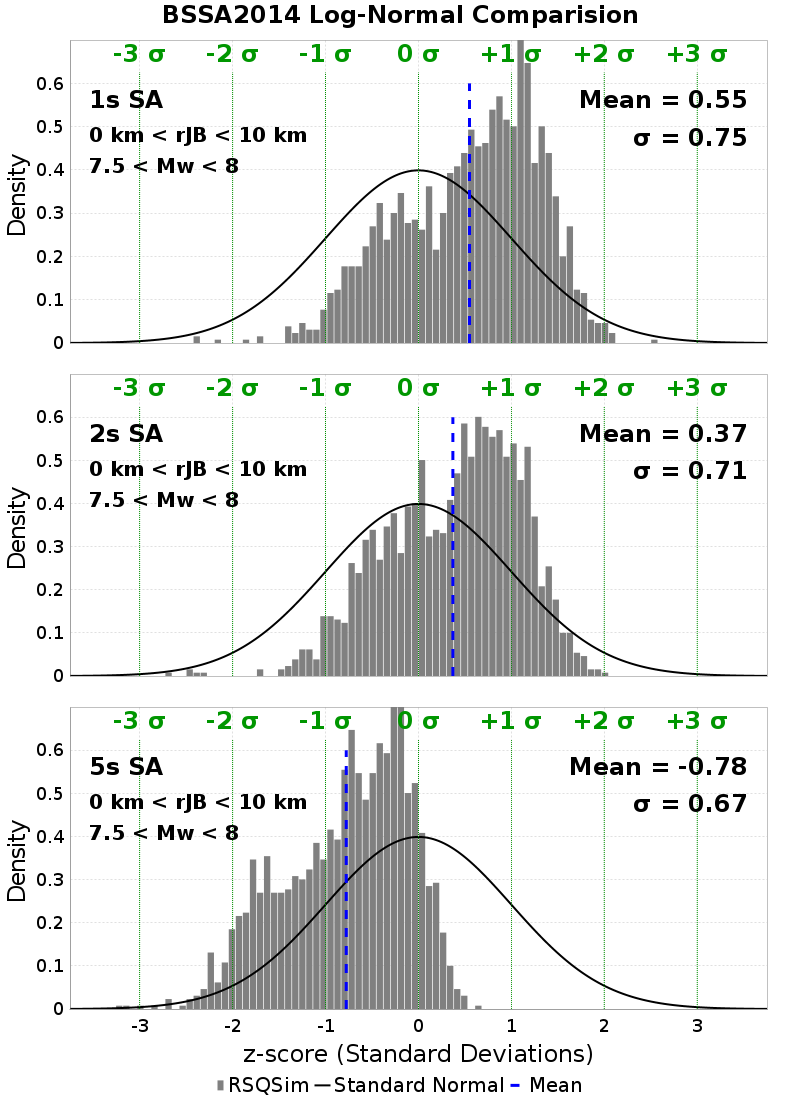 BSSA2014 Log-Normal Comparision
-3 σ -2 σ -1 σ 0 σ +1 σ +2 σ +3 σ
1s SA
0 km < rJB < 10 km
7.5 < Mw < 8
Mean = 0.55
σ = 0.75
Density
0.6
0.5
0.4
0.3
0.2
0.1
0
-3 σ -2 σ -1 σ 0 σ +1 σ +2 σ +3 σ
2s SA
0 km < rJB < 10 km
7.5 < Mw < 8
Mean = 0.37
σ = 0.71
Density
0.6
0.5
0.4
0.3
0.2
0.1
0
-3 σ -2 σ -1 σ 0 σ +1 σ +2 σ +3 σ
5s SA
0 km < rJB < 10 km
7.5 < Mw < 8
Mean = -0.78
σ = 0.67
Density
0.6
0.5
0.4
0.3
0.2
0.1
0
-3 -2 -1 0 1 2 3
z-score (Standard Deviations)
RSQSim Standard Normal Mean